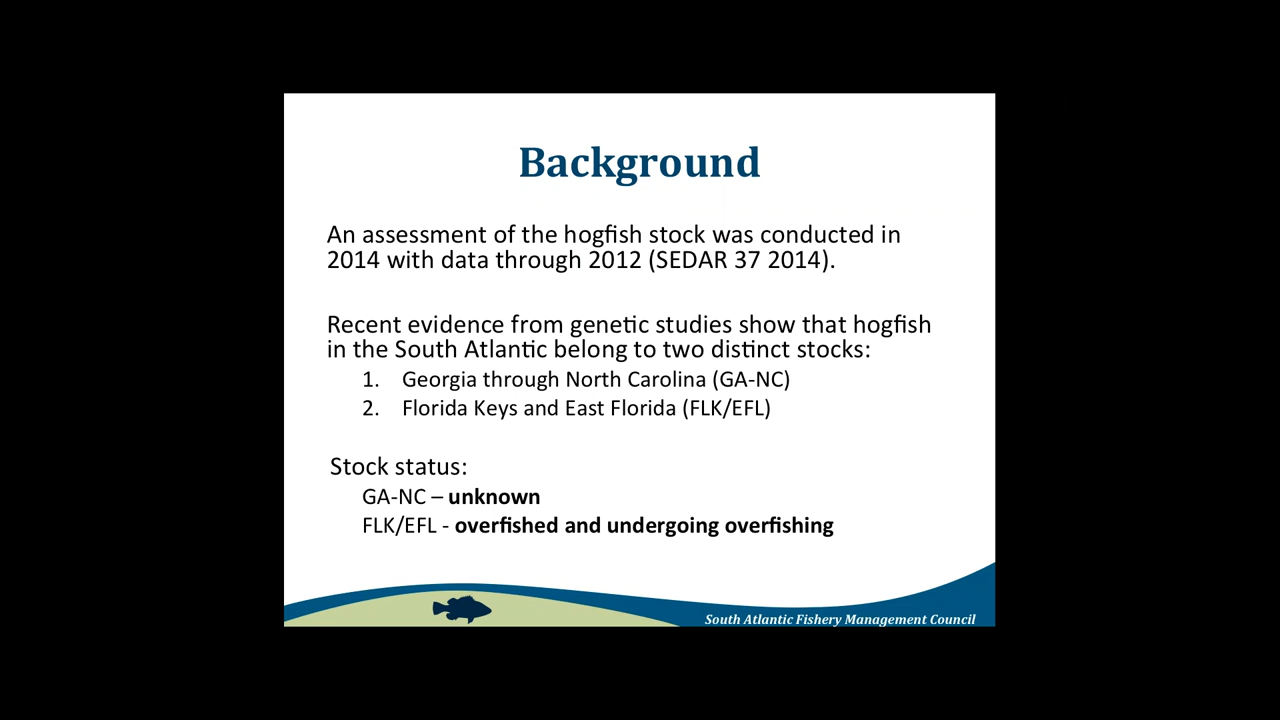 Background
An assessment of the hogfish stock was conducted in
2014 with data through 2012 (SEDAR 37 2014).
Recent evidence from genetic studies show that hogfish
in the South Atlantic belong to two distinct stocks:
1. Georgia through North Carolina (GA-NC)
2. Florida Keys and East Florida (FLK/EFL)
Stock status:
GA-NC – unknown
FLK/EFL - overfished and undergoing overfishing
South Atlantic Fishery Management Council